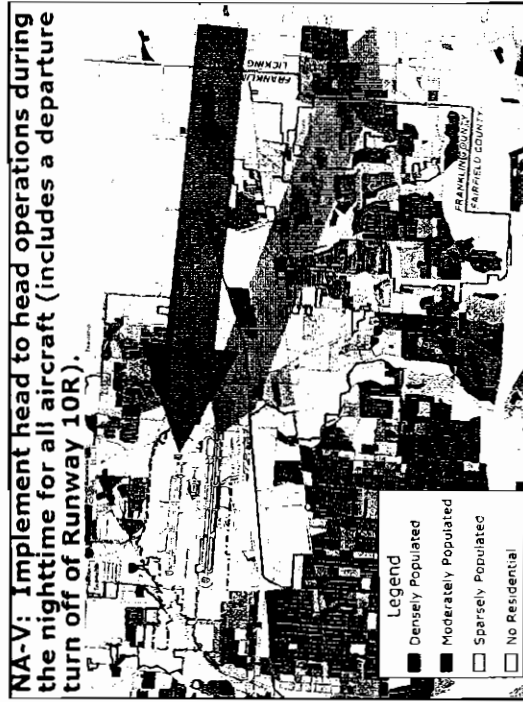 NA-V: Implement head to head operations during
the nighttime for all aircraft (includes a departure
turn off of Runway 10R).
LICKING
FRANKLIN
FRANKLIN COUNTY
FAIRFIELD COUNTY
Legend
Densely Populated
Moderately Populated
Sparsely Populated
No Residential